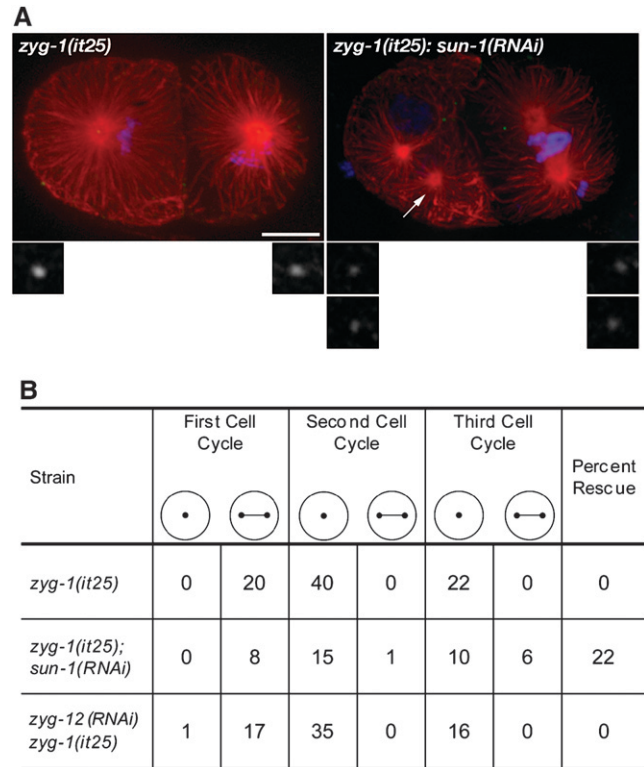 A
zyg-1(it25)
zyg-1(it25): sun-1(RNAi)
B
Strain
First Cell
Cycle
Second Cell
Cycle
Third Cell
Cycle
Percent
Rescue
zyg-1(it25)
0 20 40 0 22 0 0
zyg-1(it25);
sun-1(RNAi)
0 8 15 1 10 6 22
zyg-12(RNAi)
zyg-1(it25)
1 17 35 0 16 0 0